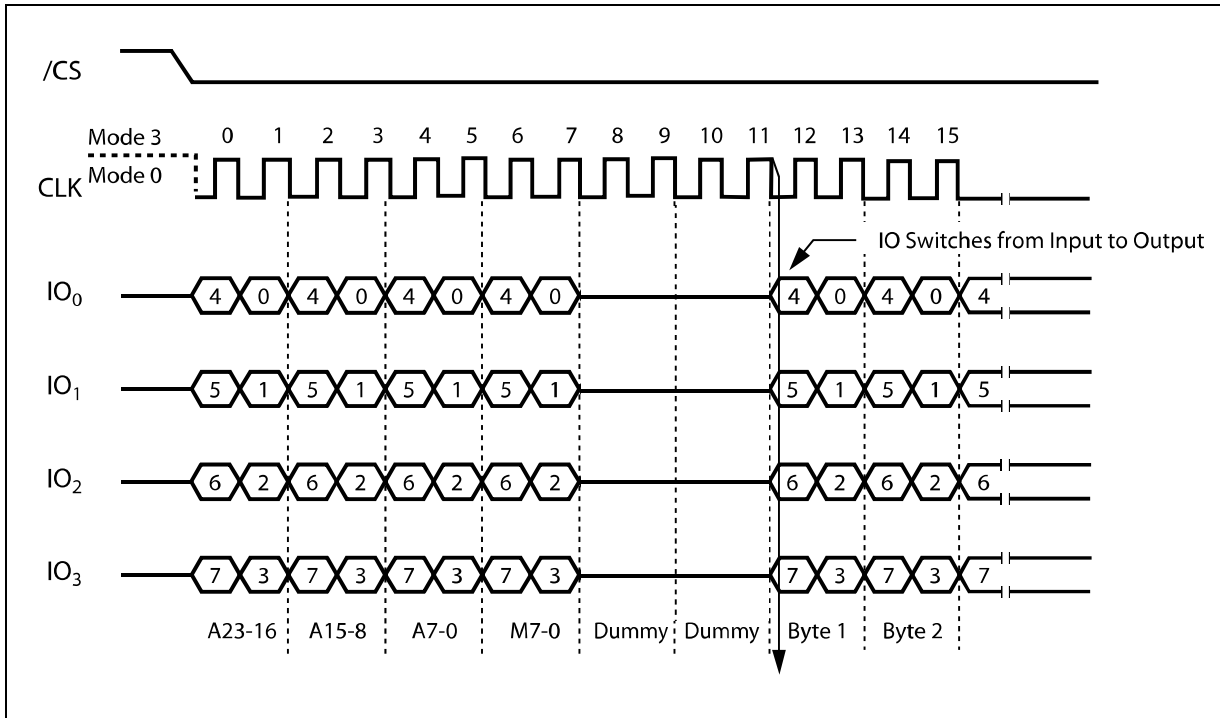 /CS
Mode 3
0 1 2 3 4 5 6 7 8 9 10 11 12 13 14 15
CLK Mode 0
IO Switches from Input to Output
IO0 4 0 4 0 4 0 4 0 4 0 4 0 4
IO1 5 1 5 1 5 1 5 1 5 1 5 1 5
IO2 6 2 6 2 6 2 6 2 6 2 6 2 6
IO3 7 3 7 3 7 3 7 3 7 3 7 3 7
A23-16 A15-8 A7-0 M7-0 Dummy Dummy Byte 1 Byte 2